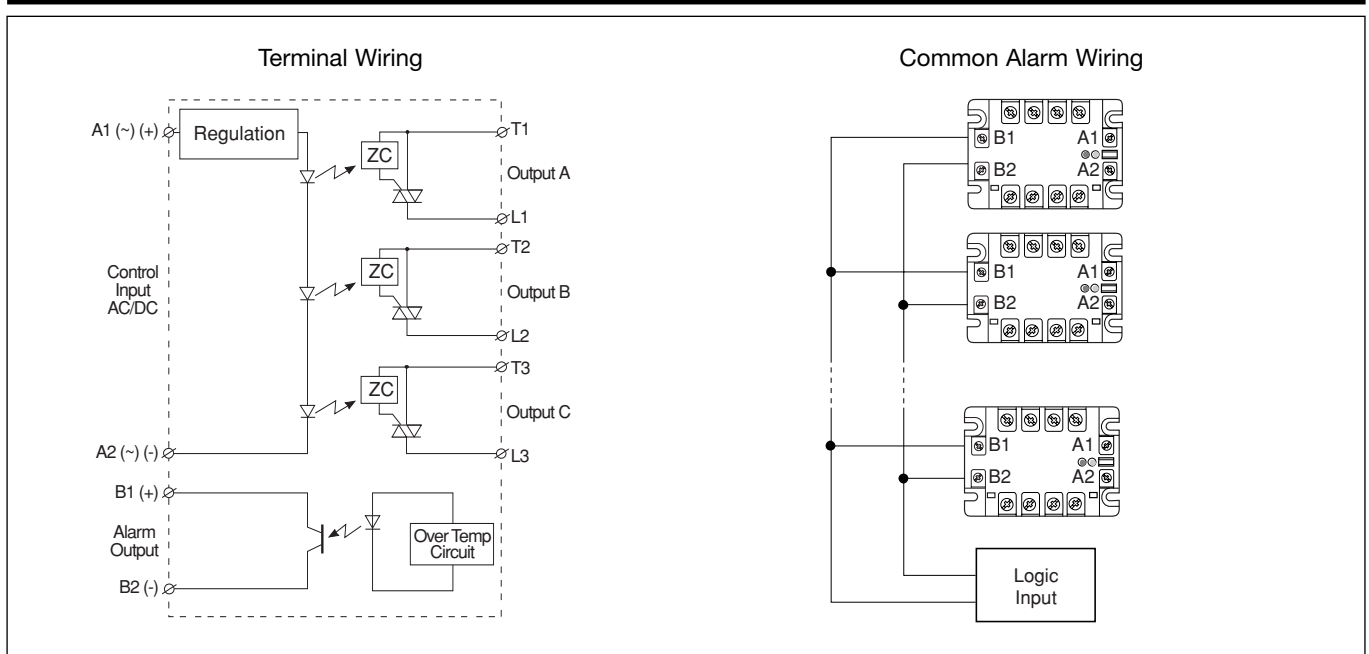 Terminal Wiring
A1 (~) (+)
Regulation
ZC
T1
Output A
L1
T2
ZC
Output B
L2
Control
Input
AC/DC
T3
ZC
Output C
L3
A2 (~) (-)
B1 (+)
Alarm
Output
Over Temp
Circuit
B2 (-)
Common Alarm Wiring
B1
A1
B2
A2
B1
A1
B2
A2
B1
A1
B2
A2
Logic
Input